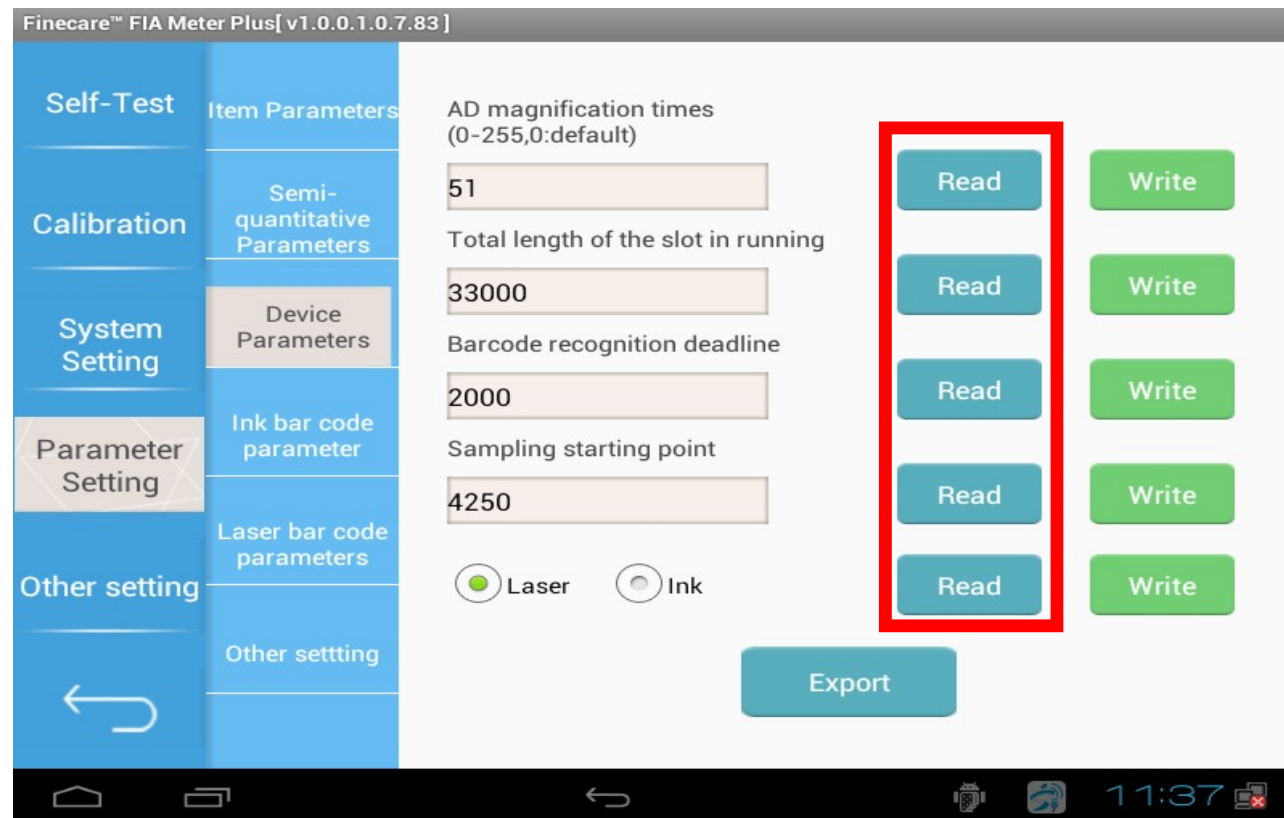 Finecare™ FIA Meter Plus[ v1.0.0.1.0.7.83 ]
Self-Test
Calibration
System
Setting
Parameter
Setting
Other setting
Item Parameters
Semi-
quantitative
Parameters
Device
Parameters
Ink bar code
parameter
Laser bar code
parameters
Other settting
AD magnification times
(0-255,0:default)
51
Read
Write
Total length of the slot in running
33000
Read
Write
Barcode recognition deadline
2000
Read
Write
Sampling starting point
4250
Read
Write
Laser
Ink
Read
Write
Export
11:37